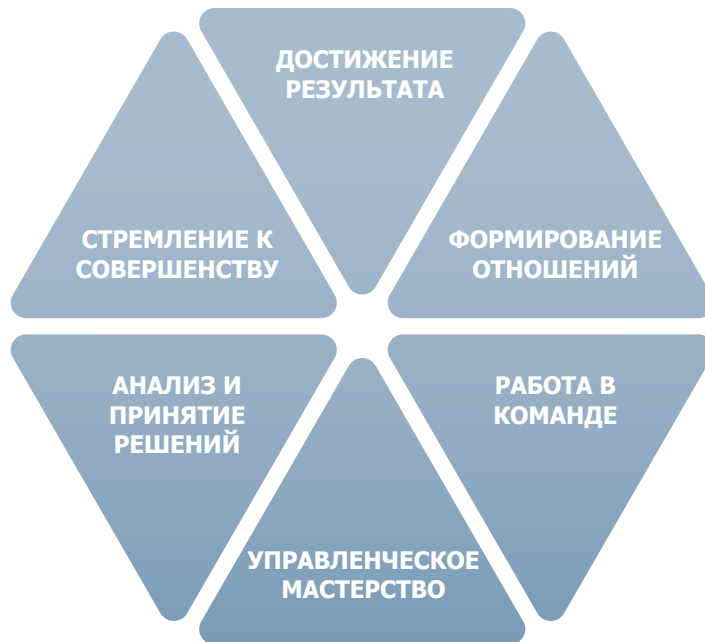 ДОСТИЖЕНИЕ
РЕЗУЛЬТАТА
СТРЕМЛЕНИЕ К
СОВЕРШЕНСТВУ
ФОРМИРОВАНИЕ
ОТНОШЕНИЙ
АНАЛИЗ И
ПРИНЯТИЕ
РЕШЕНИЙ
РАБОТА В
КОМАНДЕ
УПРАВЛЕНЧЕСКОЕ
МАСТЕРСТВО